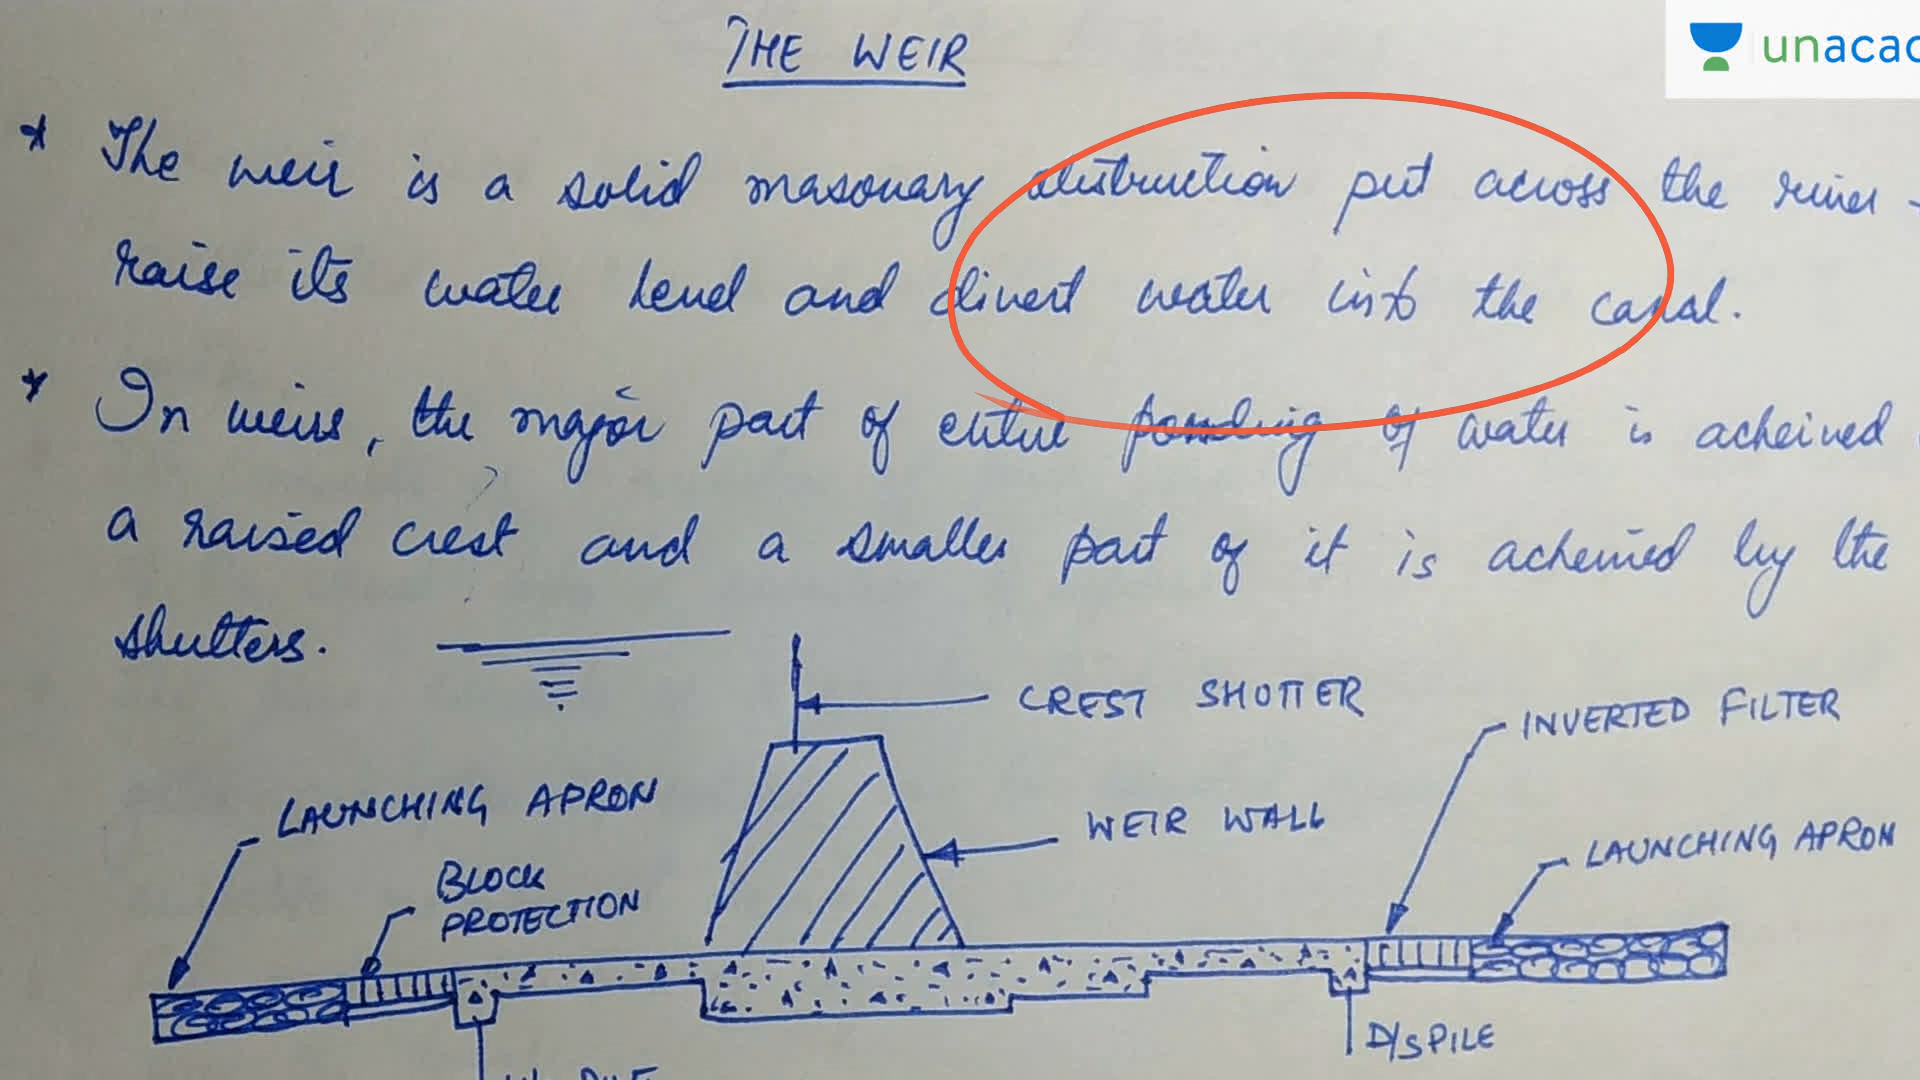 THE WEIR
unacad
* The weir is a solid masonary obstruction put across the river
raise its water level and divert water into the canal.
* In weirs, the major part of entire ponding of water is acheived
a raised crest and a smaller part of it is acheived by the
shutters.
CREST SHUTTER
INVERTED FILTER
LAUNCHING APRON
WEIR WALL
LAUNCHING APRON
BLOCK
PROTECTION
D/S PILE